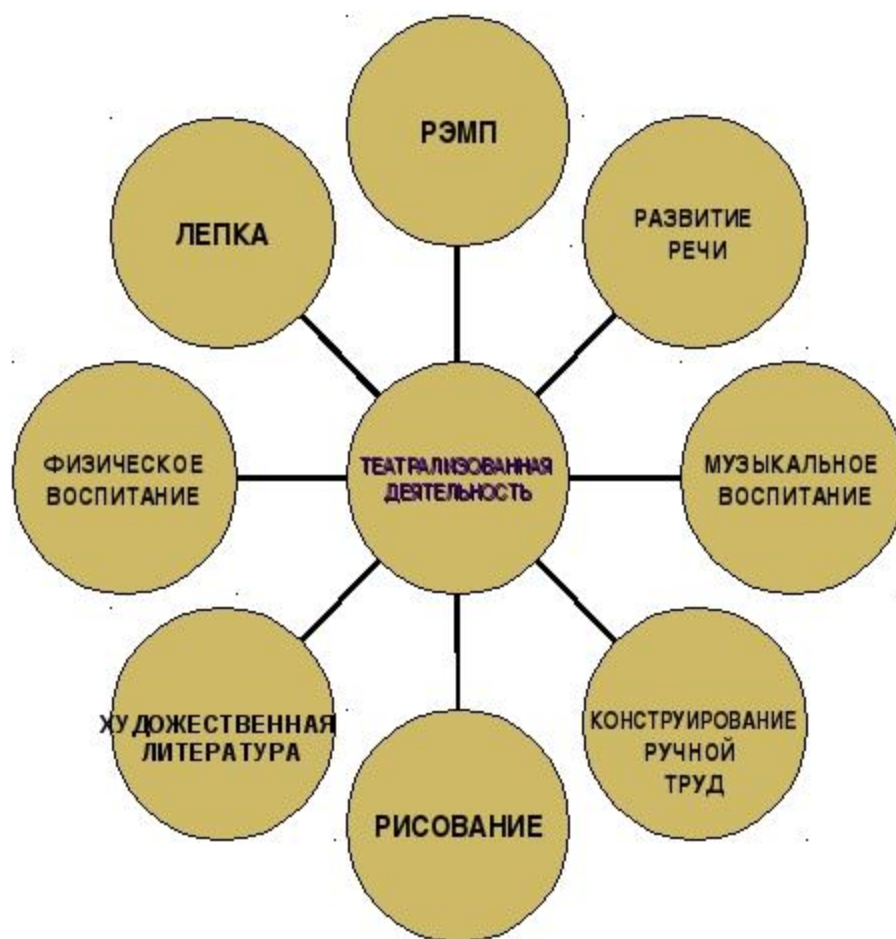 РЭМП
ЛЕПКА
РАЗВИТИЕ
РЕЧИ
ФИЗИЧЕСКОЕ
ВОСПИТАНИЕ
ТЕАТРАЛИЗОВАННАЯ
ДЕЯТЕЛЬНОСТЬ
МУЗЫКАЛЬНОЕ
ВОСПИТАНИЕ
ХУДОЖЕСТВЕННАЯ
ЛИТЕРАТУРА
КОНСТРУИРОВАНИЕ
РУЧНОЙ
ТРУД
РИСОВАНИЕ